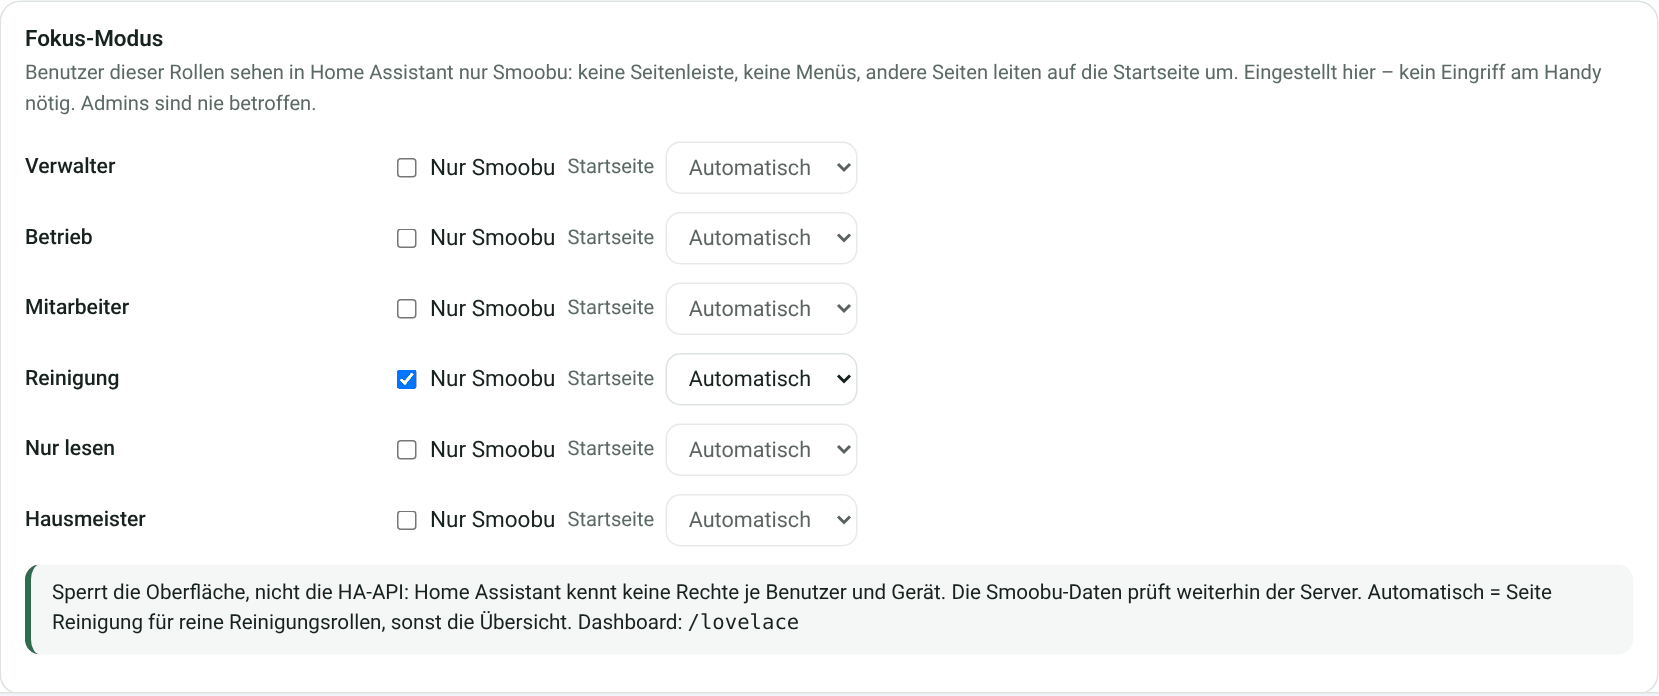 Fokus-Modus
Benutzer dieser Rollen sehen in Home Assistant nur Smoobu: keine Seitenleiste, keine Menüs, andere Seiten leiten auf die Startseite um. Eingestellt hier – kein Eingriff am Handy
nötig. Admins sind nie betroffen.
Verwalter Nur Smoobu Startseite Automatisch
Betrieb Nur Smoobu Startseite Automatisch
Mitarbeiter Nur Smoobu Startseite Automatisch
Reinigung Nur Smoobu Startseite Automatisch
Nur lesen Nur Smoobu Startseite Automatisch
Hausmeister Nur Smoobu Startseite Automatisch
Sperrt die Oberfläche, nicht die HA-API: Home Assistant kennt keine Rechte je Benutzer und Gerät. Die Smoobu-Daten prüft weiterhin der Server. Automatisch = Seite
Reinigung für reine Reinigungsrollen, sonst die Übersicht. Dashboard: /lovelace